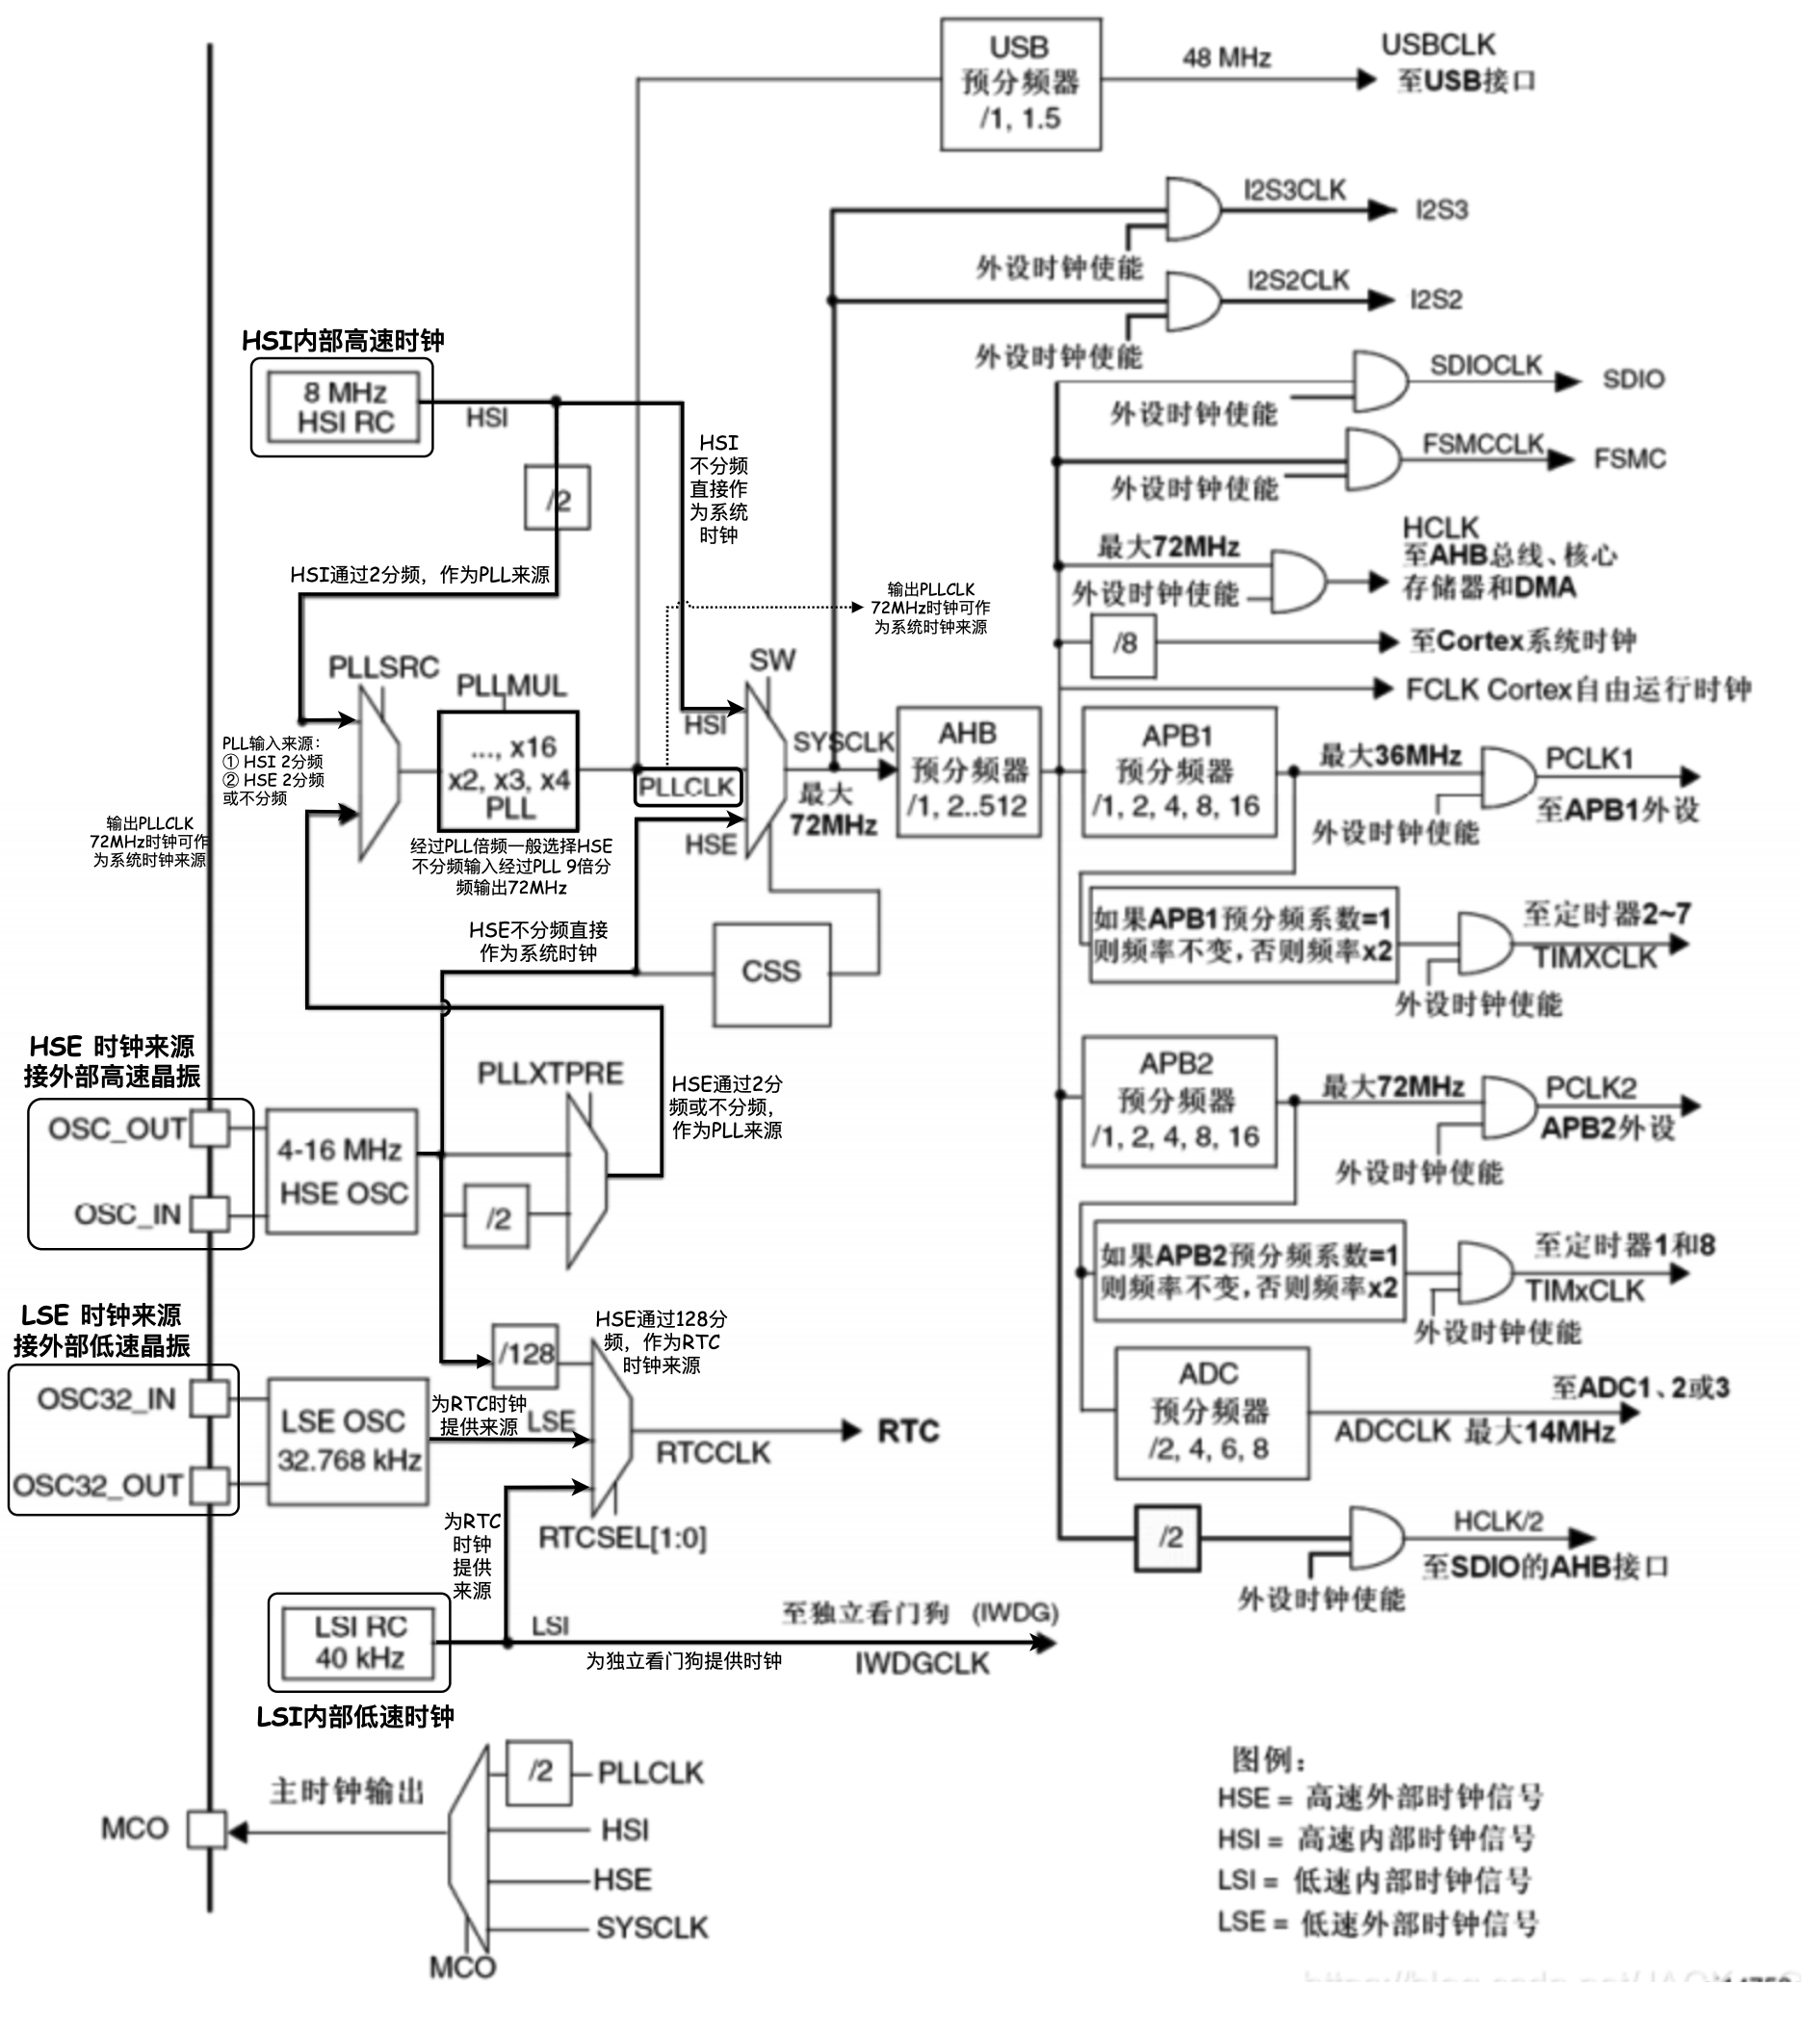 USB
预分频器
/1, 1.5
48 MHz
USBCLK
至USB接口
I2S3CLK
I2S3
外设时钟使能
I2S2CLK
I2S2
外设时钟使能
HSI内部高速时钟
8 MHz
HSI RC
HSI
/2
HSI
不分频
直接作
为系统
时钟
SDIOCLK
SDIO
外设时钟使能
FSMCCLK
FSMC
外设时钟使能
最大72MHz
HCLK
至AHB总线、核心
存储器和DMA
外设时钟使能
/8
至Cortex系统时钟
FCLK Cortex自由运行时钟
HSI通过2分频，作为PLL来源
输出PLLCLK
72MHz时钟可作
为系统时钟来源
PLLSRC
PLLMUL
..., x16
x2, x3, x4
PLL
PLL输入来源：
① HSI 2分频
② HSE 2分频
或不分频
输出PLLCLK
72MHz时钟可作
为系统时钟来源
经过PLL倍频一般选择HSE
不分频输入经过PLL 9倍分
频输出72MHz
SW
HSI
PLLCLK
HSE
SYSCLK
最大
72MHz
AHB
预分频器
/1, 2..512
APB1
预分频器
/1, 2, 4, 8, 16
最大36MHz
PCLK1
至APB1外设
外设时钟使能
如果APB1预分频系数=1
则频率不变，否则频率x2
至定时器2~7
TIMXCLK
外设时钟使能
HSE不分频直接
作为系统时钟
CSS
HSE 时钟来源
接外部高速晶振
OSC_OUT
OSC_IN
4-16 MHz
HSE OSC
PLLXTPRE
/2
HSE通过2分
频或不分频，
作为PLL来源
APB2
预分频器
/1, 2, 4, 8, 16
最大72MHz
PCLK2
APB2外设
外设时钟使能
如果APB2预分频系数=1
则频率不变，否则频率x2
至定时器1和8
TIMxCLK
外设时钟使能
ADC
预分频器
/2, 4, 6, 8
至ADC1、2或3
ADCCLK 最大14MHz
LSE 时钟来源
接外部低速晶振
OSC32_IN
OSC32_OUT
LSE OSC
32.768 kHz
/128
HSE通过128分
频，作为RTC
时钟来源
为RTC时钟
提供来源
LSE
RTCCLK
RTC
RTCSEL[1:0]
为RTC
时钟
提供
来源
/2
HCLK/2
至SDIO的AHB接口
外设时钟使能
LSI RC
40 kHz
LSI
至独立看门狗 (IWDG)
为独立看门狗提供时钟
IWDGCLK
LSI内部低速时钟
MCO
主时钟输出
/2
PLLCLK
HSI
HSE
SYSCLK
MCO
图例：
HSE = 高速外部时钟信号
HSI = 高速内部时钟信号
LSI = 低速内部时钟信号
LSE = 低速外部时钟信号